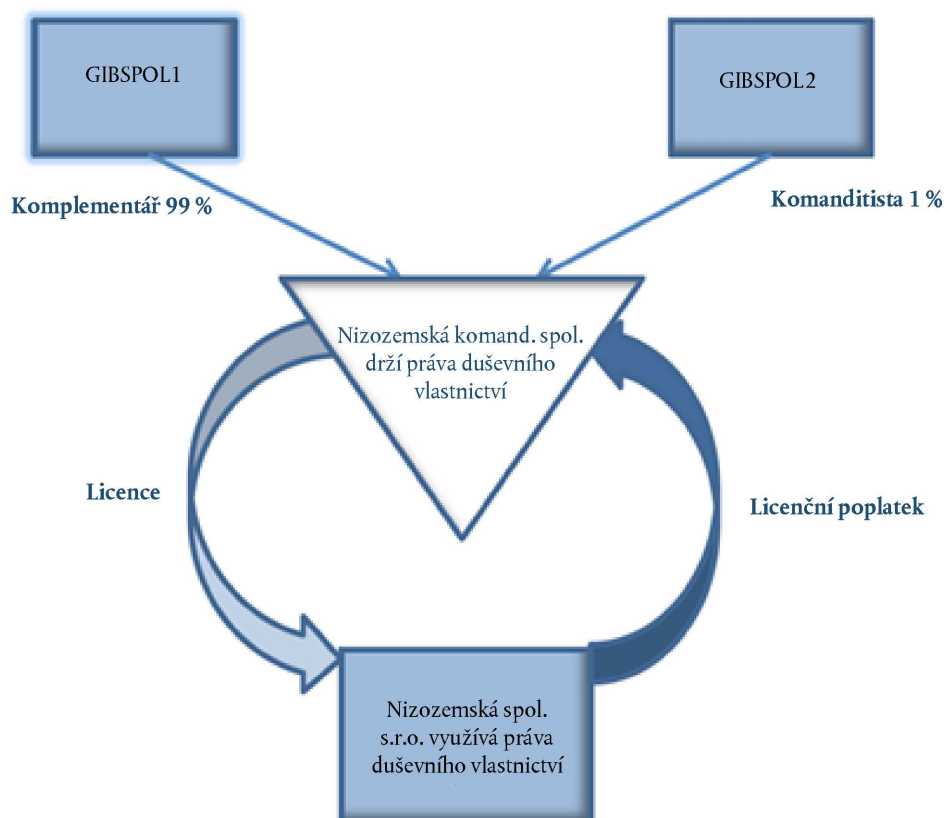 GIBSPOL1
GIBSPOL2
Komplementář 99 %
Komanditista 1 %
Nizozemská komand. spol.
drží práva duševního
vlastnictví
Licence
Licenční poplatek
Nizozemská spol.
s.r.o. využívá práva
duševního vlastnictví